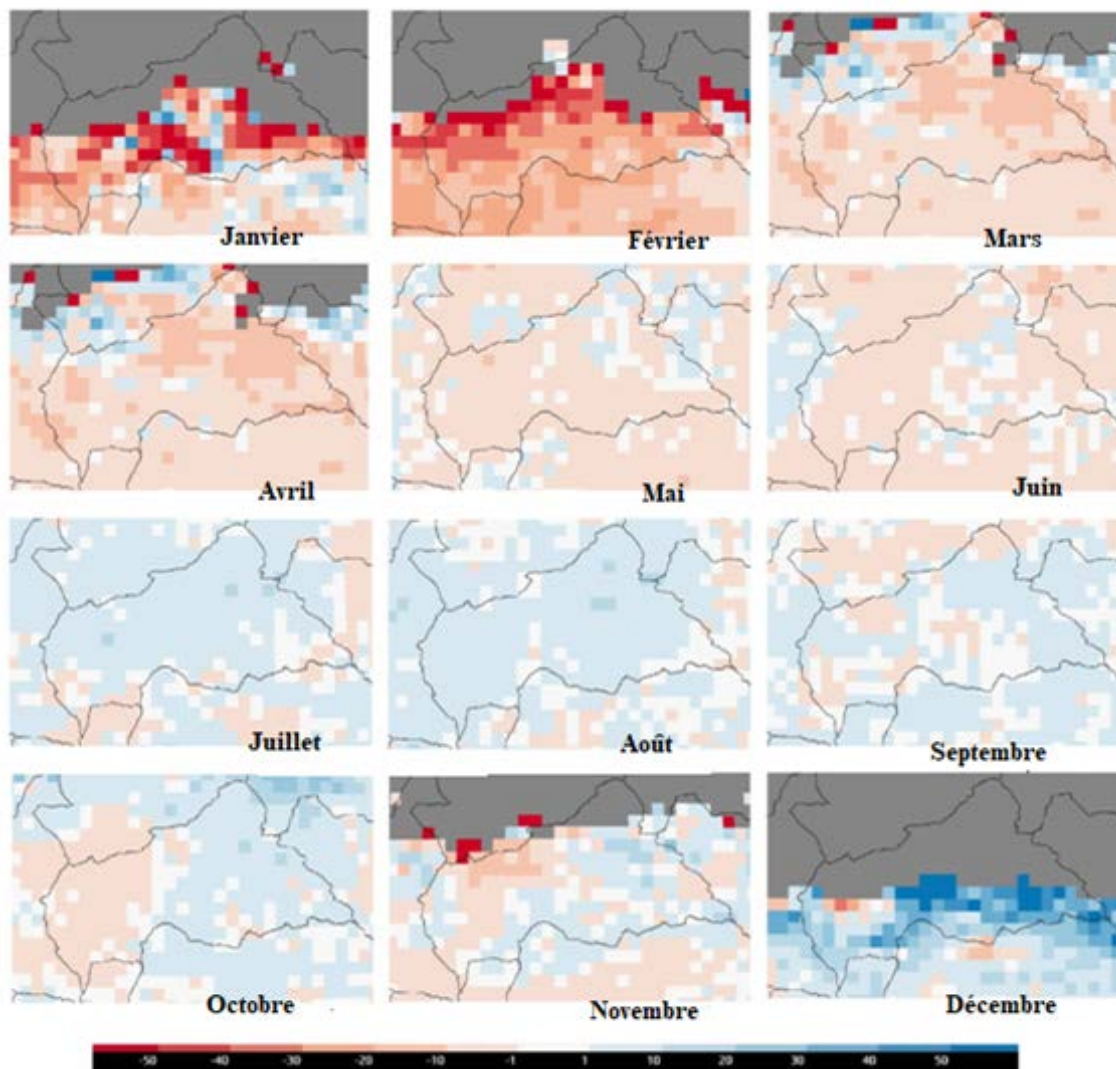 Janvier
Février
Mars
Avril
Mai
Juin
Juillet
Août
Septembre
Octobre
Novembre
Décembre
-50 -40 -30 -20 -10 -1 1 10 20 30 40 50